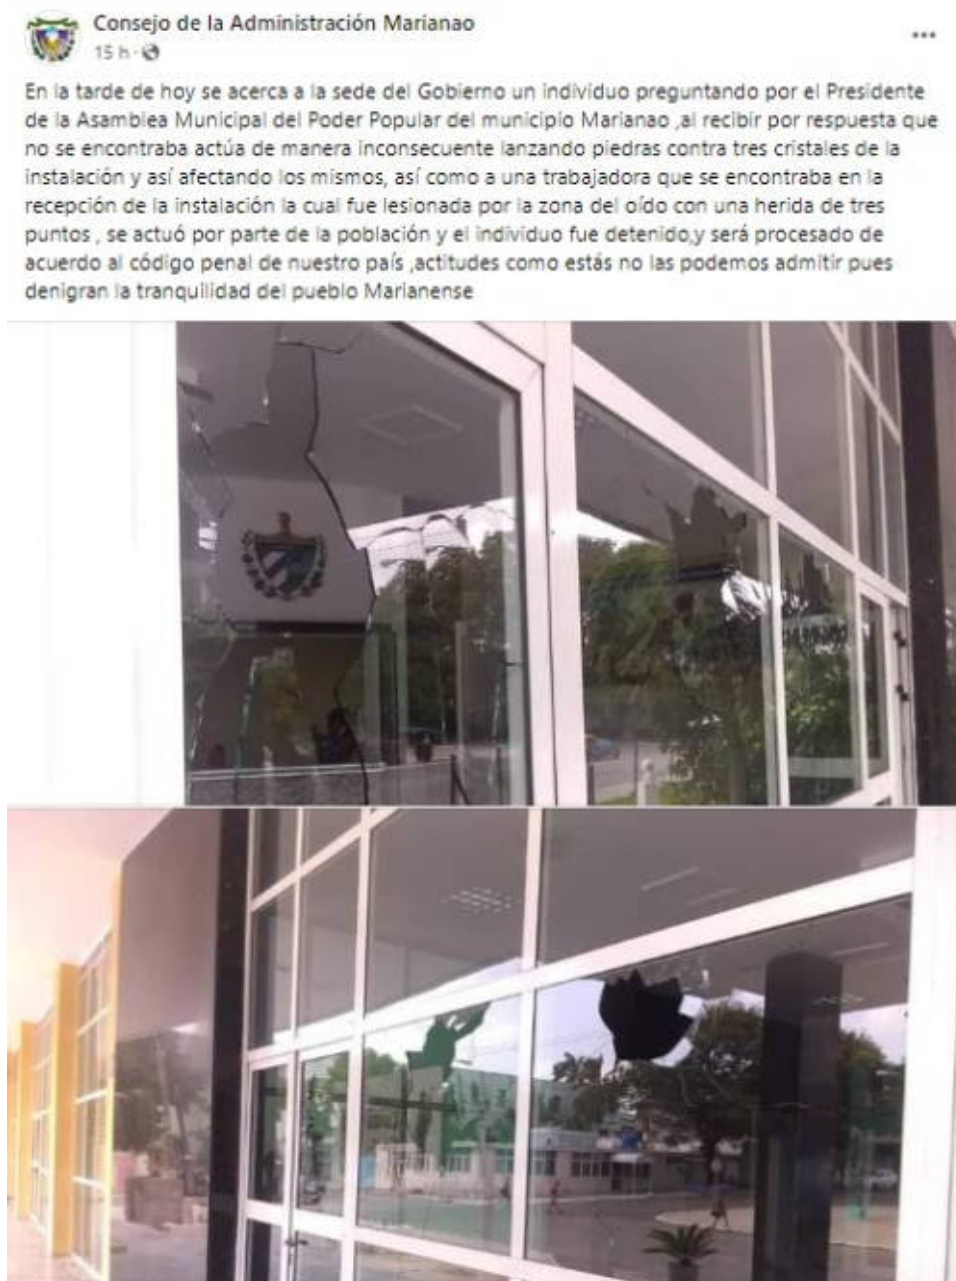 Consejo de la Administración Marianao
15 h ·
En la tarde de hoy se acerca a la sede del Gobierno un individuo preguntando por el Presidente
de la Asamblea Municipal del Poder Popular del municipio Marianao ,al recibir por respuesta que
no se encontraba actúa de manera inconsecuente lanzando piedras contra tres cristales de la
instalación y así afectando los mismos, así como a una trabajadora que se encontraba en la
recepción de la instalación la cual fue lesionada por la zona del oído con una herida de tres
puntos , se actuó por parte de la población y el individuo fue detenido,y será procesado de
acuerdo al código penal de nuestro país ,actitudes como estás no las podemos admitir pues
denigran la tranquilidad del pueblo Marianense